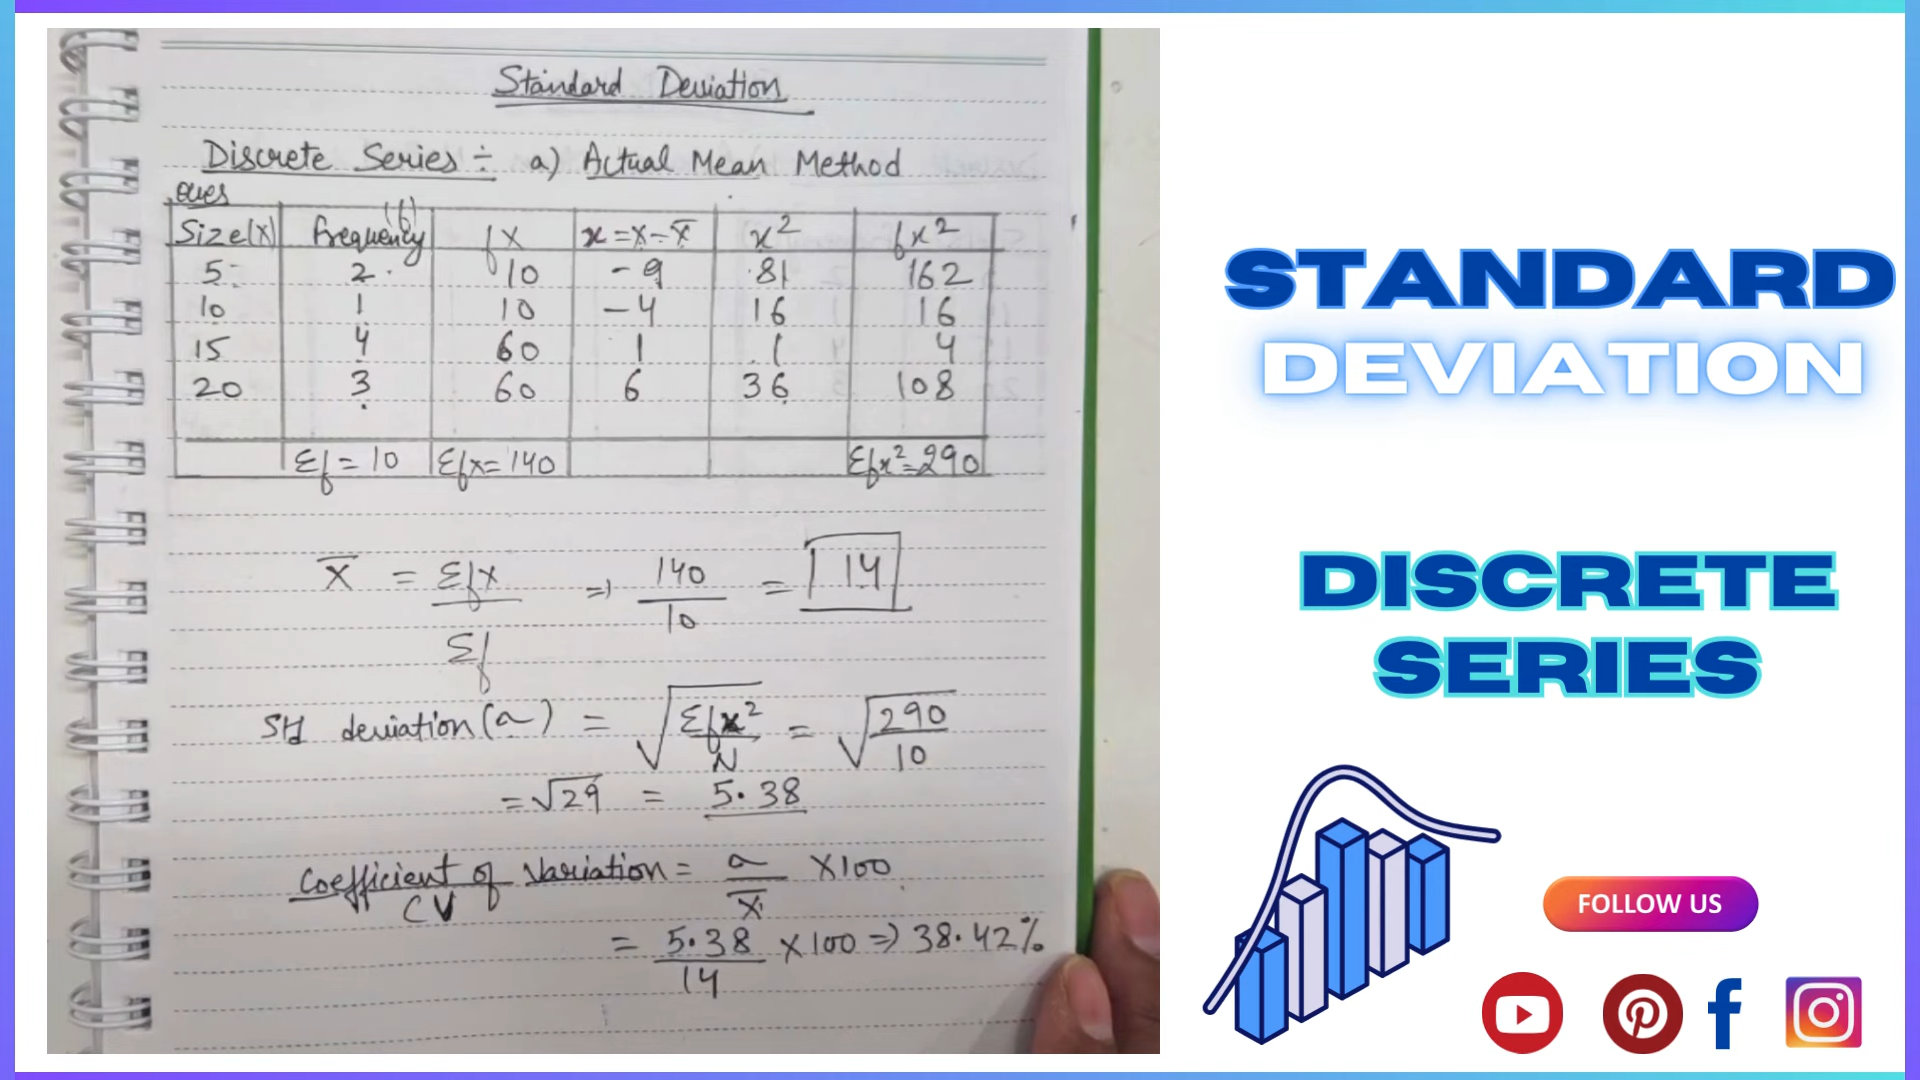 Standard Deviation
Discrete Series ÷ a) Actual Mean Method
Ques
Size(X) Frequency (f) fX x = X - X̅ x² fx²
5 2 10 -9 81 162
10 1 10 -4 16 16
15 4 60 1 1 4
20 3 60 6 36 108
Σf = 10 Σfx = 140 Σfx² = 290
X̅ = Σfx / Σf => 140 / 10 = 14
Std deviation (σ) = √Σfx² / N = √290 / 10
= √29 = 5.38
Coefficient of Variation = σ / X̅ X 100
CV
= 5.38 / 14 X 100 => 38.42%
STANDARD
DEVIATION
DISCRETE
SERIES
FOLLOW US